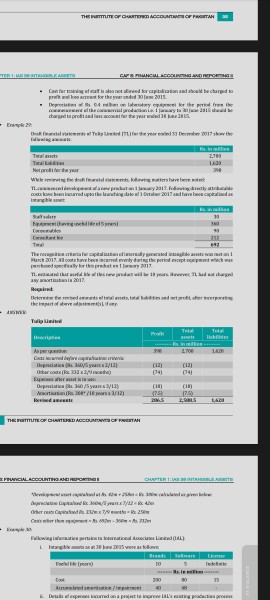 THE INSTITUTE OF CHARTERED ACCOUNTANTS OF PAKISTAN
CHAPTER 1: IAS 38 INTANGIBLE ASSETS
CAF 5: FINANCIAL ACCOUNTING AND REPORTING II
• Cost for training of staff is also not allowed for capitalization and should be charged to
profit and loss account for the year ended 30 June 2015.
• Depreciation of Rs. 0.4 million on laboratory equipment for the period from the
commencement of the commercial production i.e. 1 January to 30 June 2015 should be
charged to profit and loss account for the year ended 30 June 2015.
Example 29:
Draft financial statements of Tulip Limited (TL) for the year ended 31 December 2017 show the
following amounts:
Rs. in million
Total assets 2,700
Total liabilities 1,620
Net profit for the year 390
While reviewing the draft financial statements, following matters have been noted:
TL commenced development of a new product on 1 January 2017. Following directly attributable
costs have been incurred upto the launching date of 1 October 2017 and have been capitalized as
intangible asset:
Rs. in million
Staff salary 30
Equipment (having useful life of 5 years) 360
Consumables 90
Consultant fee 212
Total 692
The recognition criteria for capitalization of internally generated intangible assets was met on 1
March 2017. All costs have been incurred evenly during the period except equipment which was
purchased specifically for this product on 1 January 2017.
TL estimated that useful life of this new product will be 10 years. However, TL had not charged
any amortization in 2017.
Required:
Determine the revised amounts of total assets, total liabilities and net profit, after incorporating
the impact of above adjustment(s), if any.
ANSWER:
Tulip Limited
Description Profit Total assets Total liabilities
Rs. in million
As per question 390 2,700 1,620
Costs incurred before capitalisation criteria:
Depreciation (Rs. 360/5 years x 2/12) (12) (12)
Other costs (Rs. 332 x 2/9 months) (74) (74)
Expenses after asset is in use:
Depreciation (Rs. 360 /5 years x 3/12) (18) (18)
(7.5) (7.5)
Revised amounts 1,620
THE INSTITUTE OF CHARTERED ACCOUNTANTS OF PAKISTAN
FINANCIAL ACCOUNTING AND REPORTING II
CHAPTER 1: IAS 38 INTANGIBLE ASSETS
*Development asset capitalised at Rs. 42m + 258m = Rs. 300m calculated as given below:
Depreciation Capitalised Rs. 360m/5 years x 7/12 = Rs. 42m
Other costs Capitalised Rs. 332m x 7/9 months = Rs. 258m
Costs other than equipment = Rs. 692m – 360m = Rs. 332m
Example 30:
Following information pertains to International Associates Limited (IAL):
i. Intangible assets as at 30 June 2015 were as follows:
Brands Software License
Useful life (years) 10 5 Indefinite
Rs. in million
Cost 200 80 15
Accumulated amortisation / impairment 40 48 -
ii. Details of expenses incurred on a project to improve IAL's existing production process